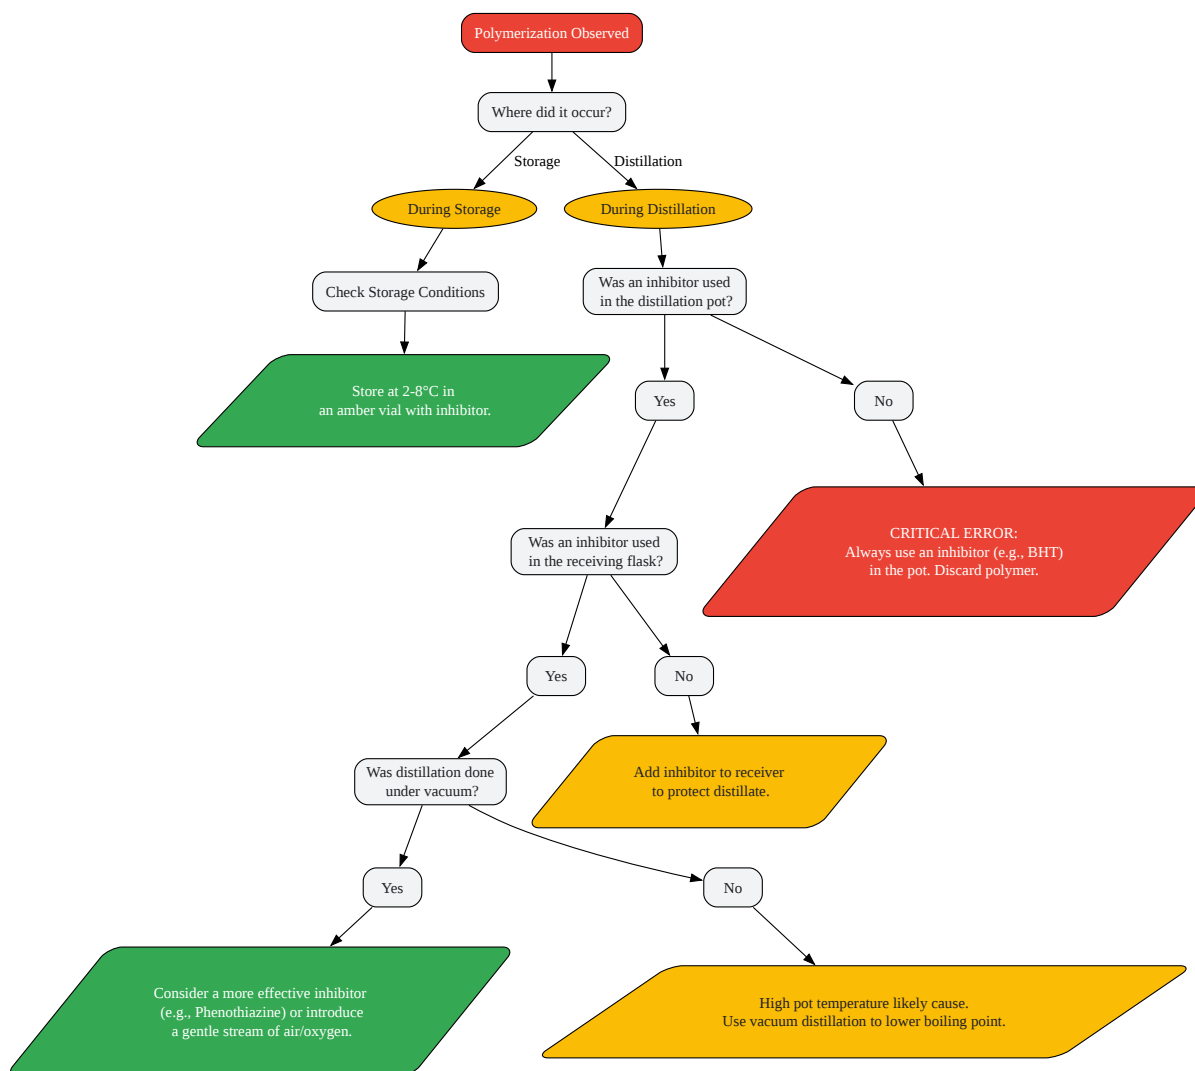 Polymerization Observed
Where did it occur?
Storage
Distillation
During Storage
During Distillation
Check Storage Conditions
Was an inhibitor used
in the distillation pot?
Store at 2-8°C in
an amber vial with inhibitor.
Yes
No
CRITICAL ERROR:
Always use an inhibitor (e.g., BHT)
in the pot. Discard polymer.
Was an inhibitor used
in the receiving flask?
Yes
No
Was distillation done
under vacuum?
Add inhibitor to receiver
to protect distillate.
Yes
No
Consider a more effective inhibitor
(e.g., Phenothiazine) or introduce
a gentle stream of air/oxygen.
High pot temperature likely cause.
Use vacuum distillation to lower boiling point.